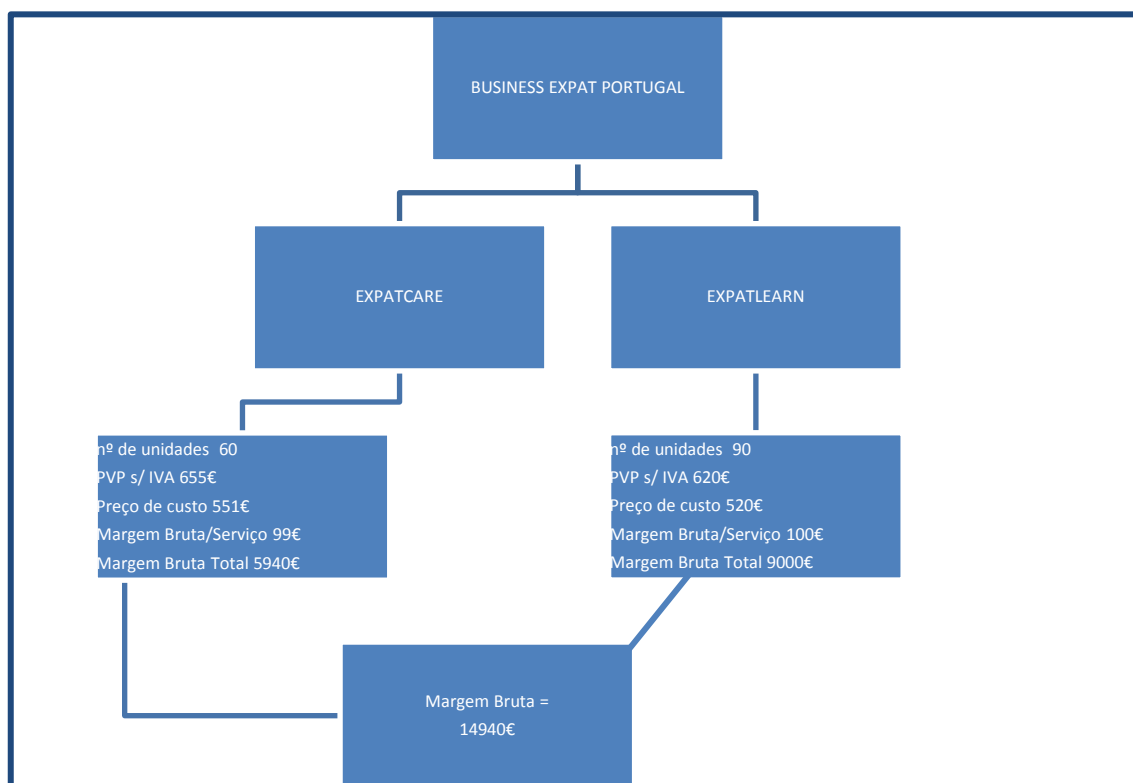 BUSINESS EXPAT PORTUGAL
EXPATCARE
EXPATLEARN
nº de unidades 60
PVP s/ IVA 655€
Preço de custo 551€
Margem Bruta/Serviço 99€
Margem Bruta Total 5940€
nº de unidades 90
PVP s/ IVA 620€
Preço de custo 520€
Margem Bruta/Serviço 100€
Margem Bruta Total 9000€
Margem Bruta =
14940€